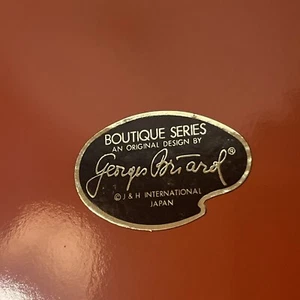 BOUTIQUE SERIES
AN ORIGINAL DESIGN BY
Georges Briard®
© J & H INTERNATIONAL
JAPAN